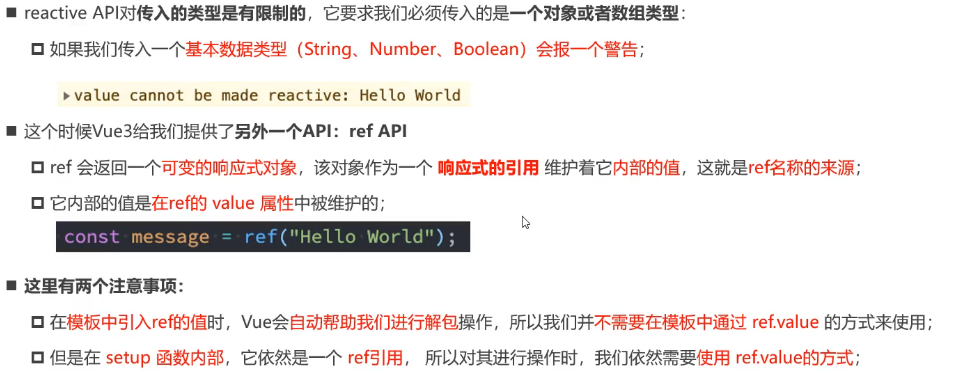 reactive API对传入的类型是有限制的，它要求我们必须传入的是一个对象或者数组类型：
如果我们传入一个基本数据类型（String、Number、Boolean）会报一个警告；
value cannot be made reactive: Hello World
这个时候Vue3给我们提供了另外一个API：ref API
ref 会返回一个可变的响应式对象，该对象作为一个 响应式的引用 维护着它内部的值，这就是ref名称的来源；
它内部的值是在ref的 value 属性中被维护的；
const message = ref("Hello World");
这里有两个注意事项：
在模板中引入ref的值时，Vue会自动帮助我们进行解包操作，所以我们并不需要在模板中通过 ref.value 的方式来使用；
但是在 setup 函数内部，它依然是一个 ref引用， 所以对其进行操作时，我们依然需要使用 ref.value的方式；